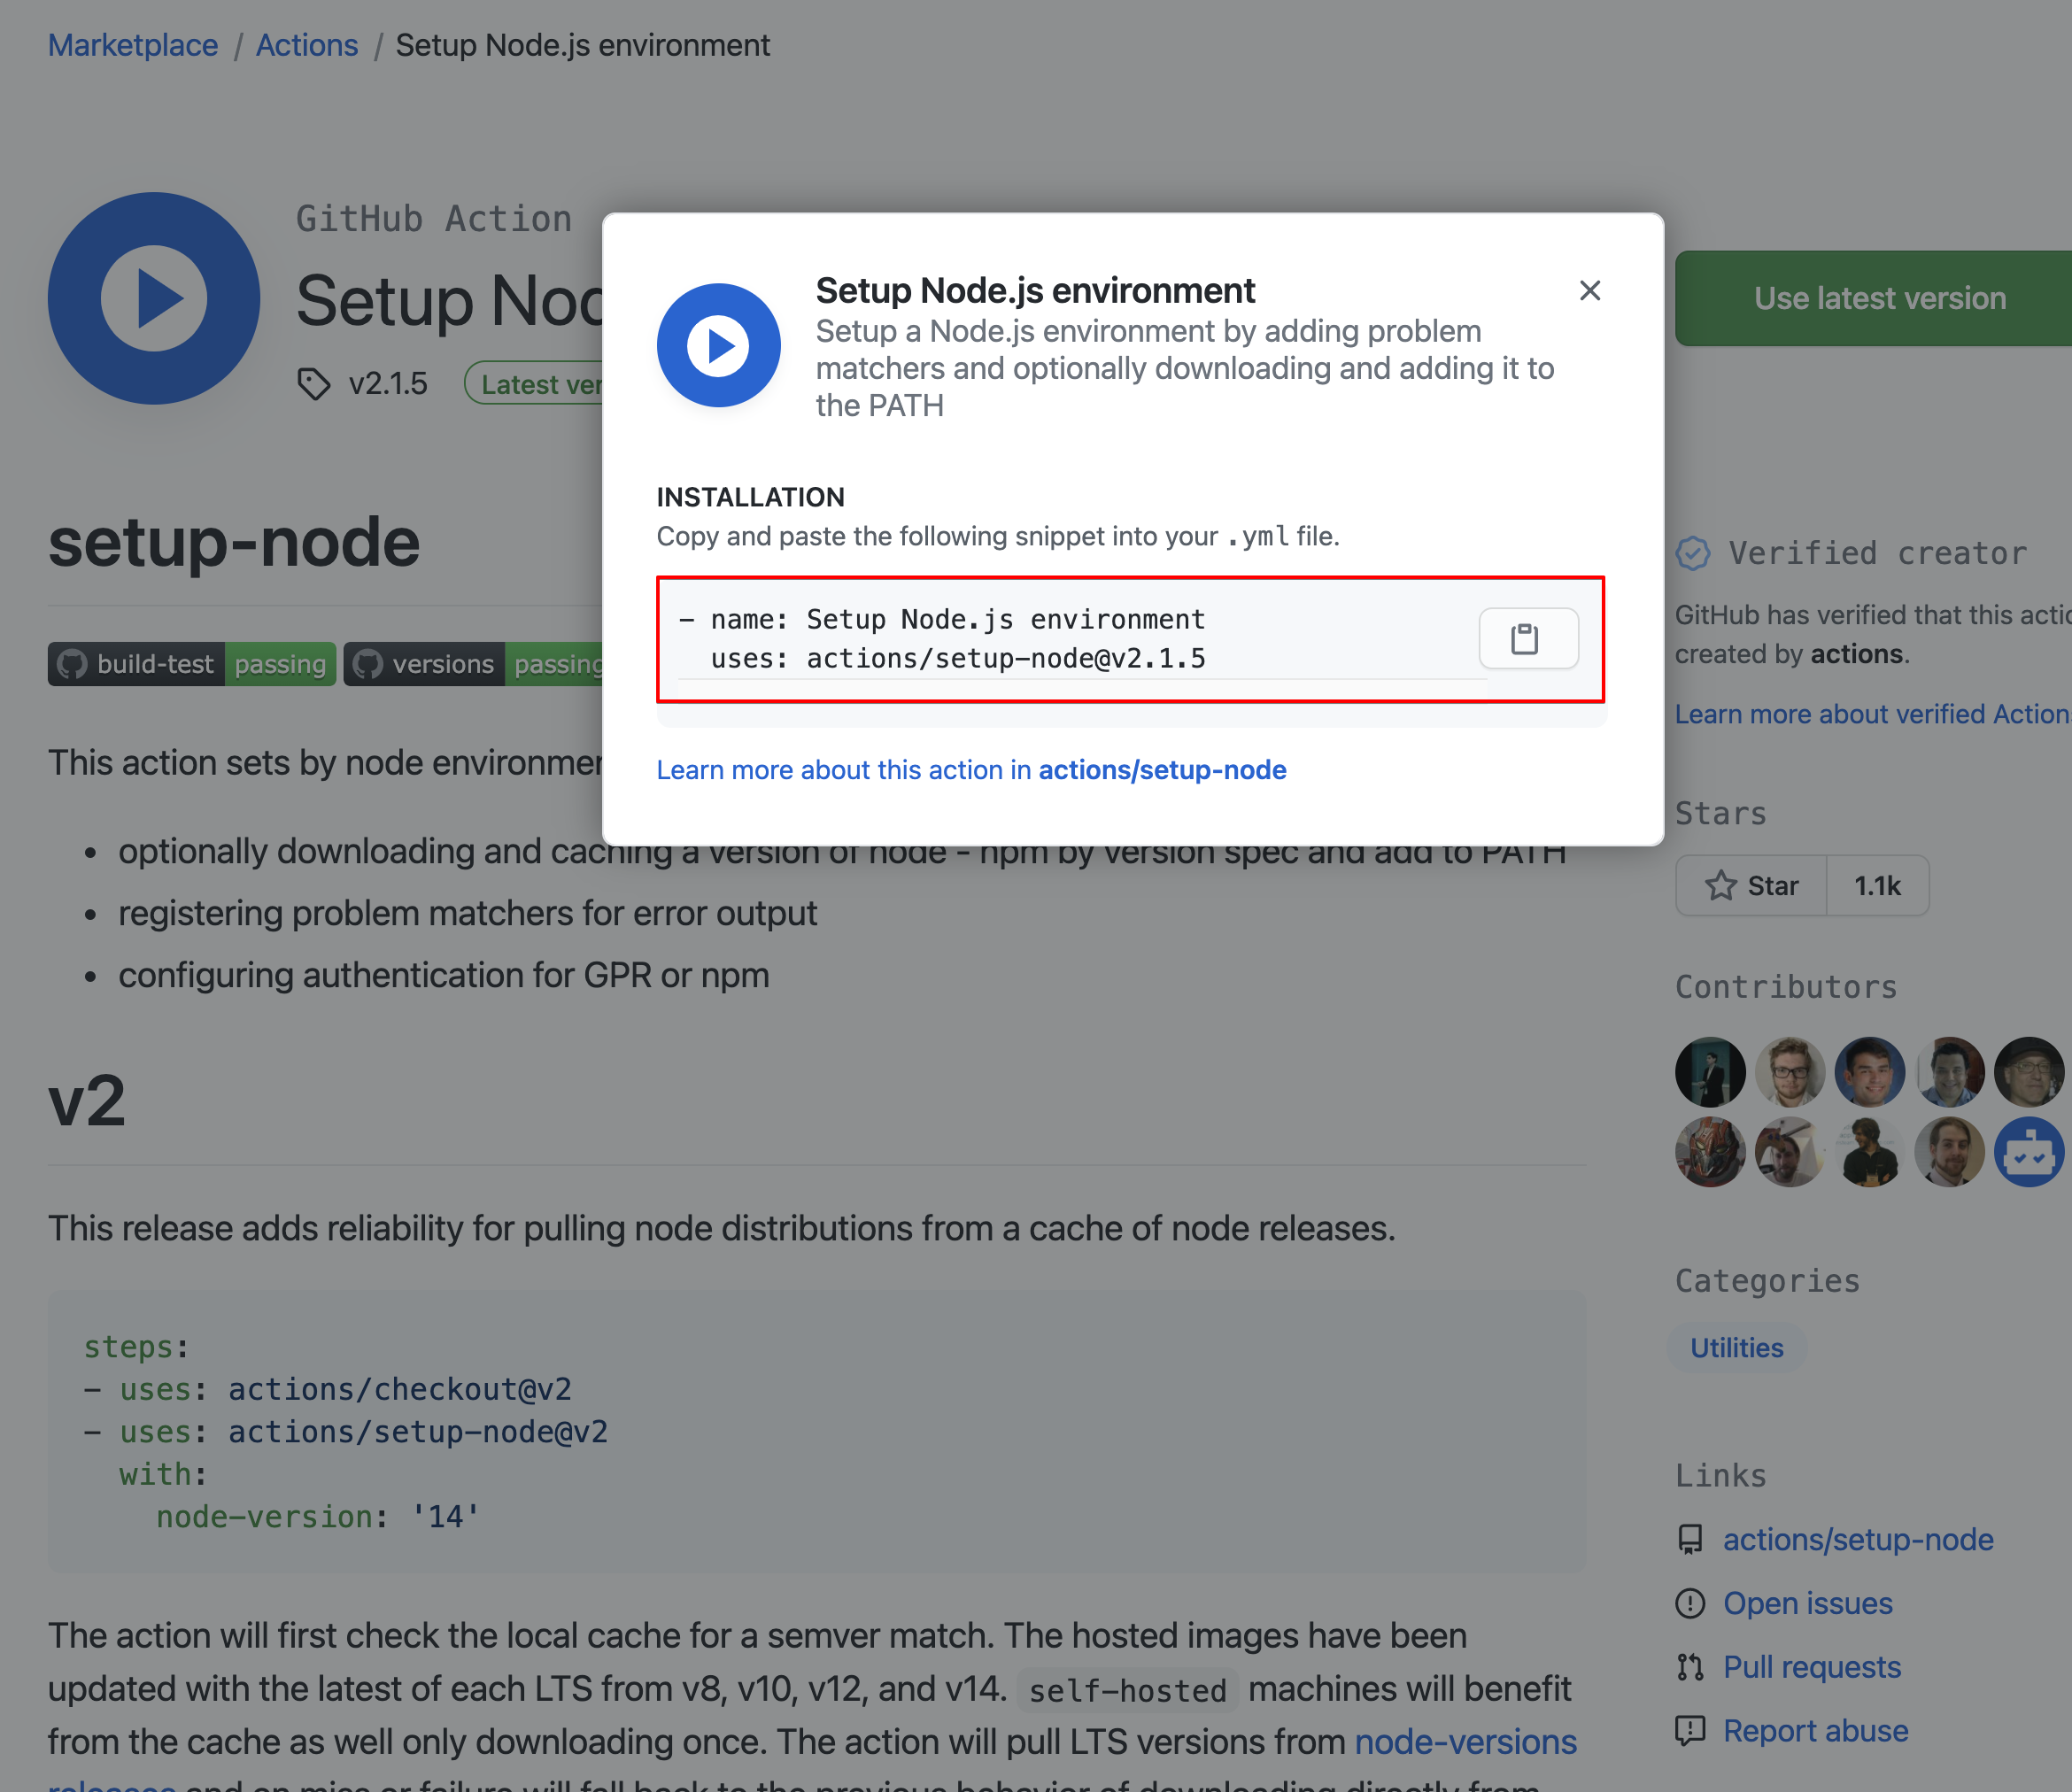 Marketplace / Actions / Setup Node.js environment
GitHub Action
Setup
v2.1.5
Latest
setup-node
build-test passing
versions passing
This action sets by node
optionally downloading and caching a version of node - npm by version spec and add to PATH
registering problem matchers for error output
configuring authentication for GPR or npm
v2
This release adds reliability for pulling node distributions from a cache of node releases.
steps:
- uses: actions/checkout@v2
- uses: actions/setup-node@v2
with:
node-version: '14'
The action will first check the local cache for a semver match. The hosted images have been
updated with the latest of each LTS from v8, v10, v12, and v14. self-hosted machines will benefit
from the cache as well only downloading once. The action will pull LTS versions from node-versions
Setup Node.js environment
Setup a Node.js environment by adding problem
matchers and optionally downloading and adding it to
the PATH
INSTALLATION
Copy and paste the following snippet into your .yml file.
- name: Setup Node.js environment
uses: actions/setup-node@v2.1.5
Learn more about this action in actions/setup-node
Use latest version
Verified creator
GitHub has verified that this
created by actions.
Learn more about verified
Stars
Star 1.1k
Contributors
Categories
Utilities
Links
actions/setup-node
Open issues
Pull requests
Report abuse